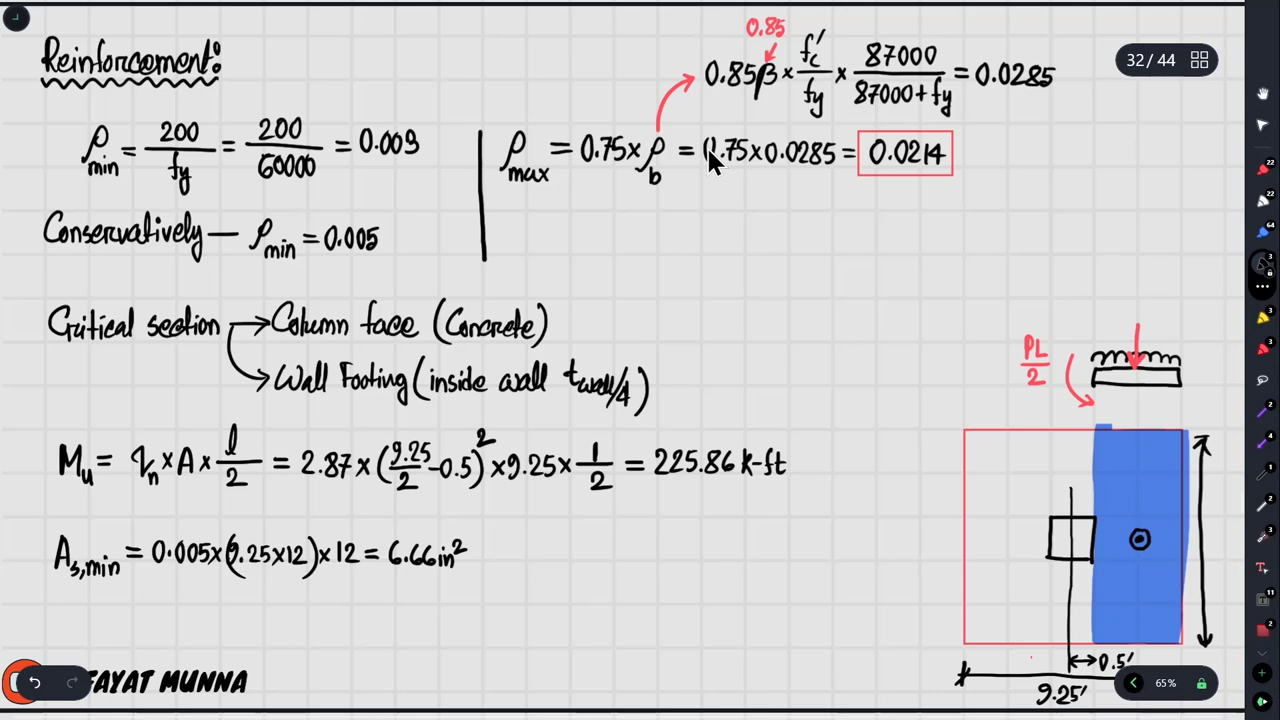 Reinforcement:
0.85
0.85β × f'c/fy × 87000/(87000+fy) = 0.0285
32 / 44
ρmin = 200/fy = 200/60000 = 0.003
ρmax = 0.75 × ρb = 0.75 × 0.0285 = 0.0214
Conservatively — ρmin = 0.005
Critical section → Column face (Concrete)
→ Wall Footing (inside wall twall/4)
PL/2
Mu = qn × A × l/2 = 2.87 × (9.25/2 - 0.5)² × 9.25 × 1/2 = 225.86 k-ft
As,min = 0.005 × (9.25×12) × 12 = 6.66 in²
0.5'
9.25'
FAYAT MUNNA
65%